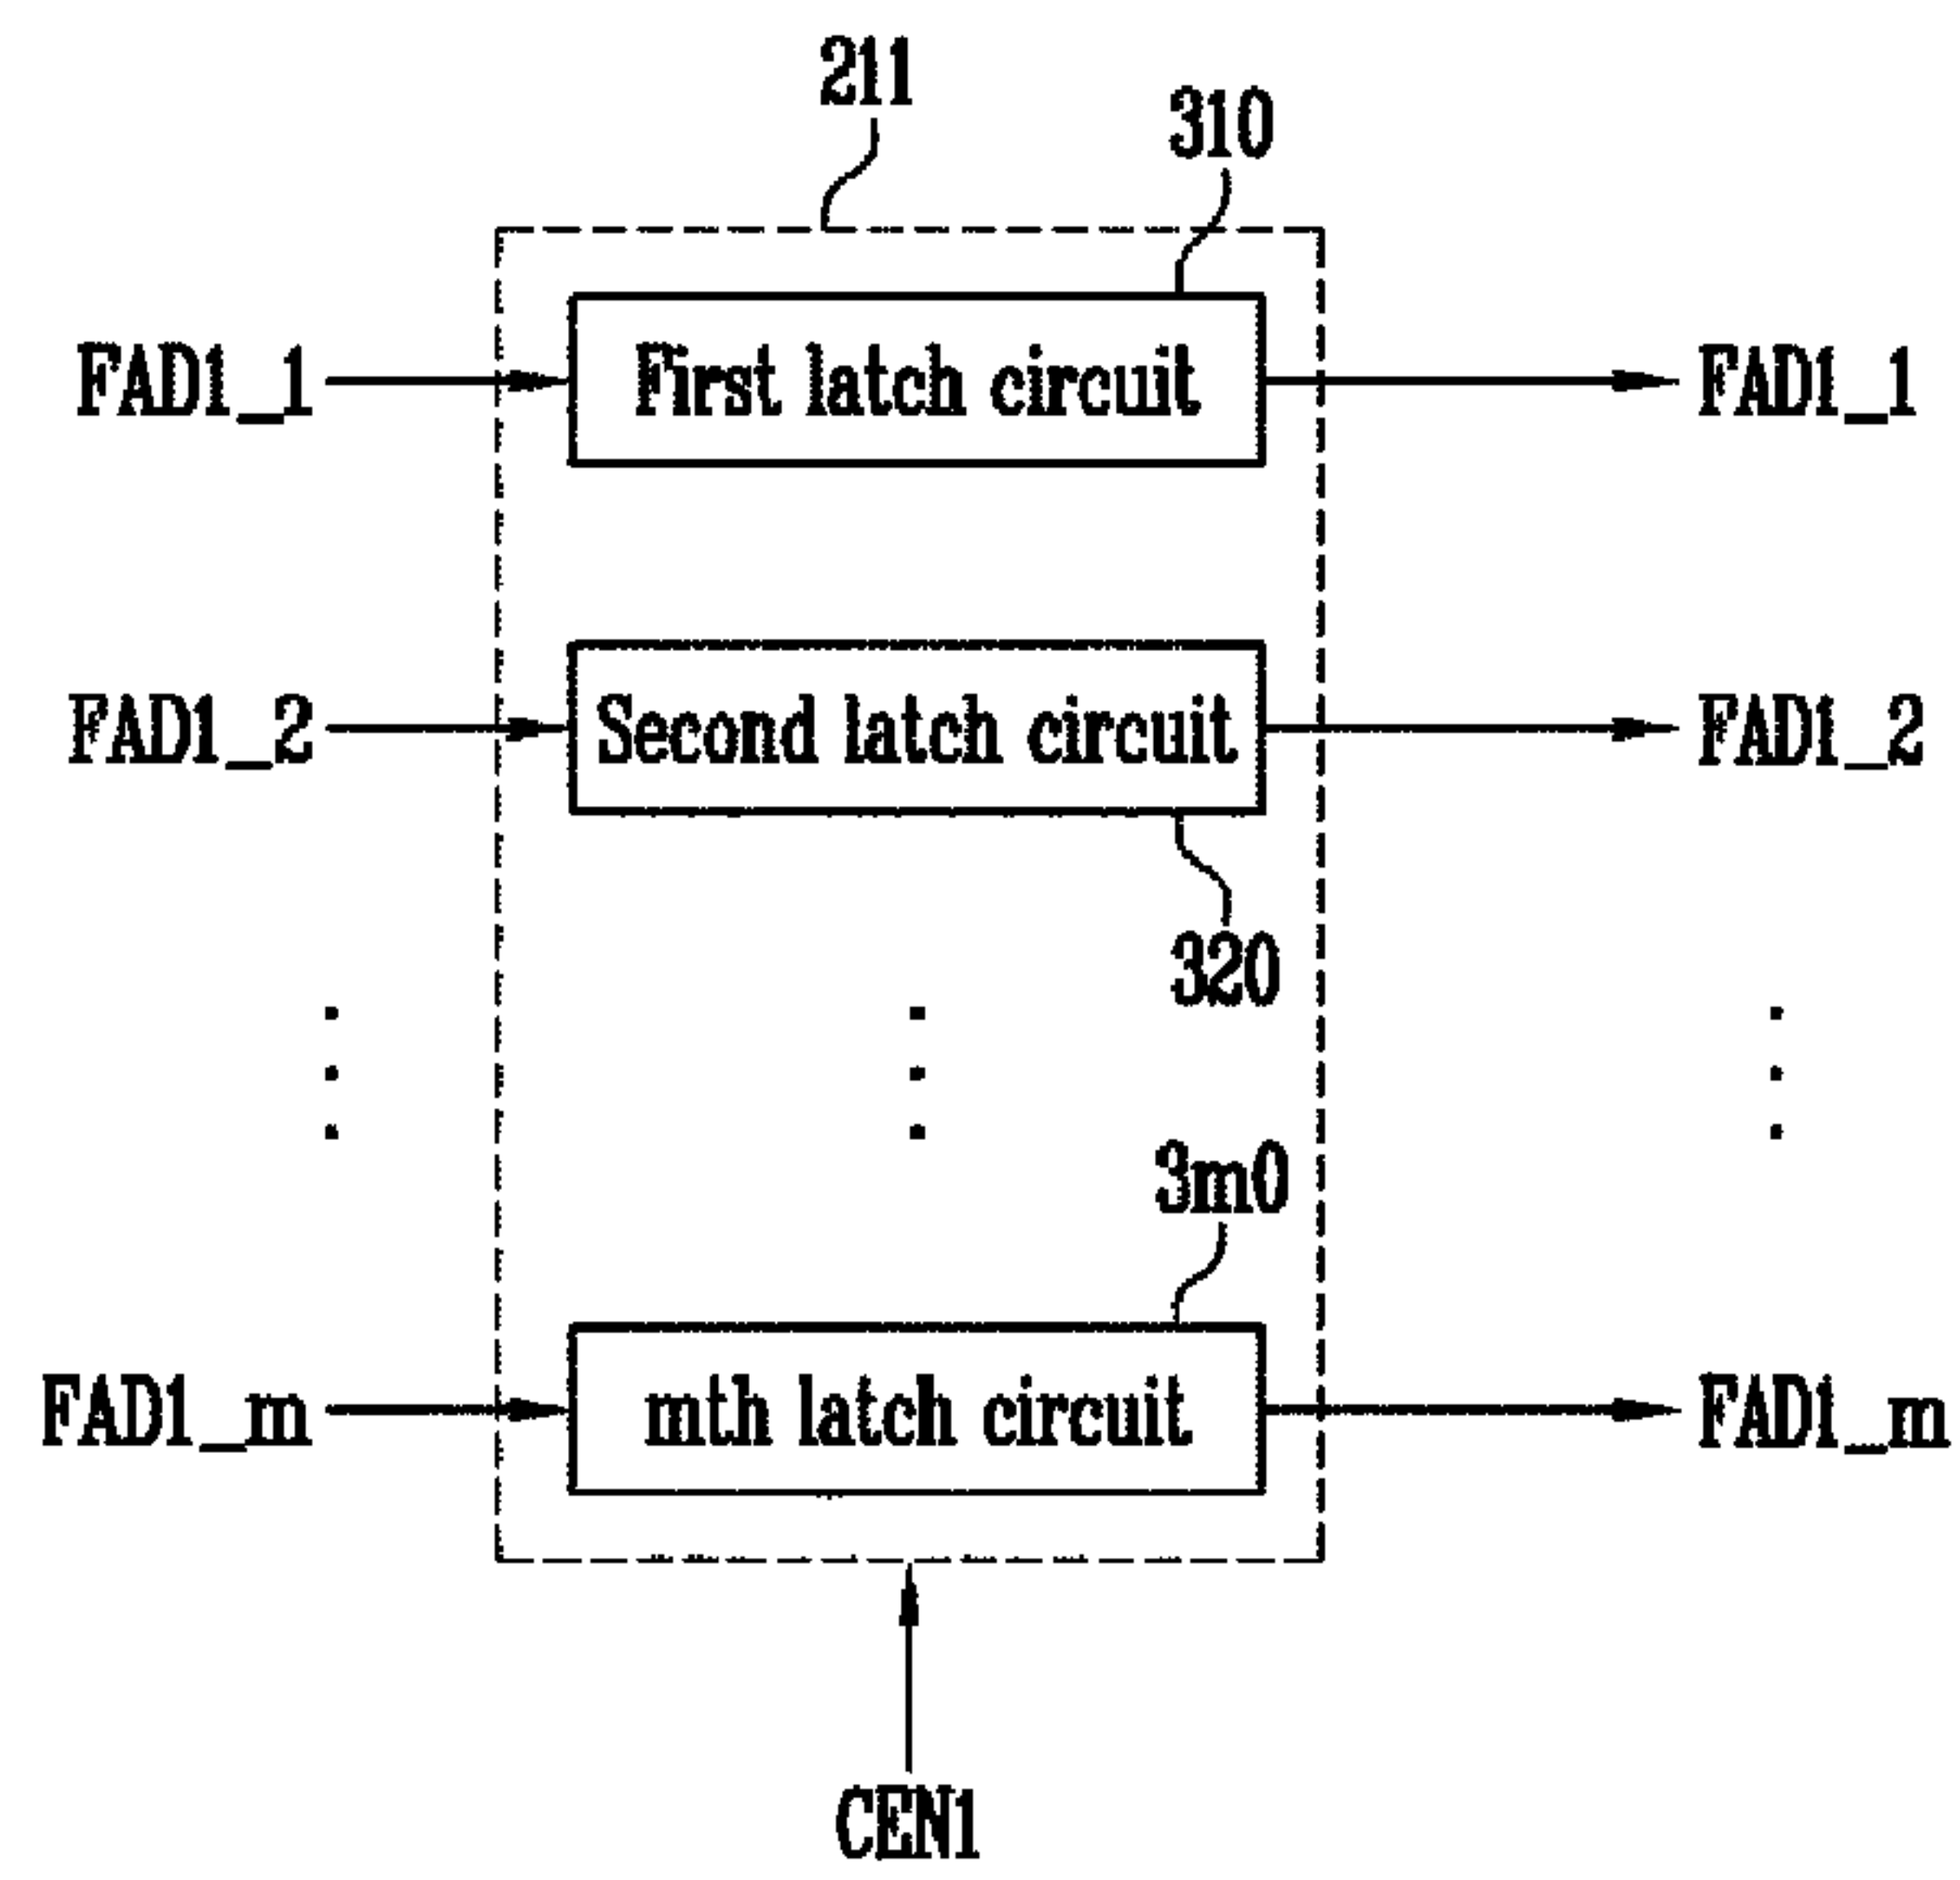 211
310
FAD1_1 First latch circuit FAD1_1
FAD1_2 Second latch circuit FAD1_2
320
3m0
FAD1_m mth latch circuit FAD1_m
CEN1